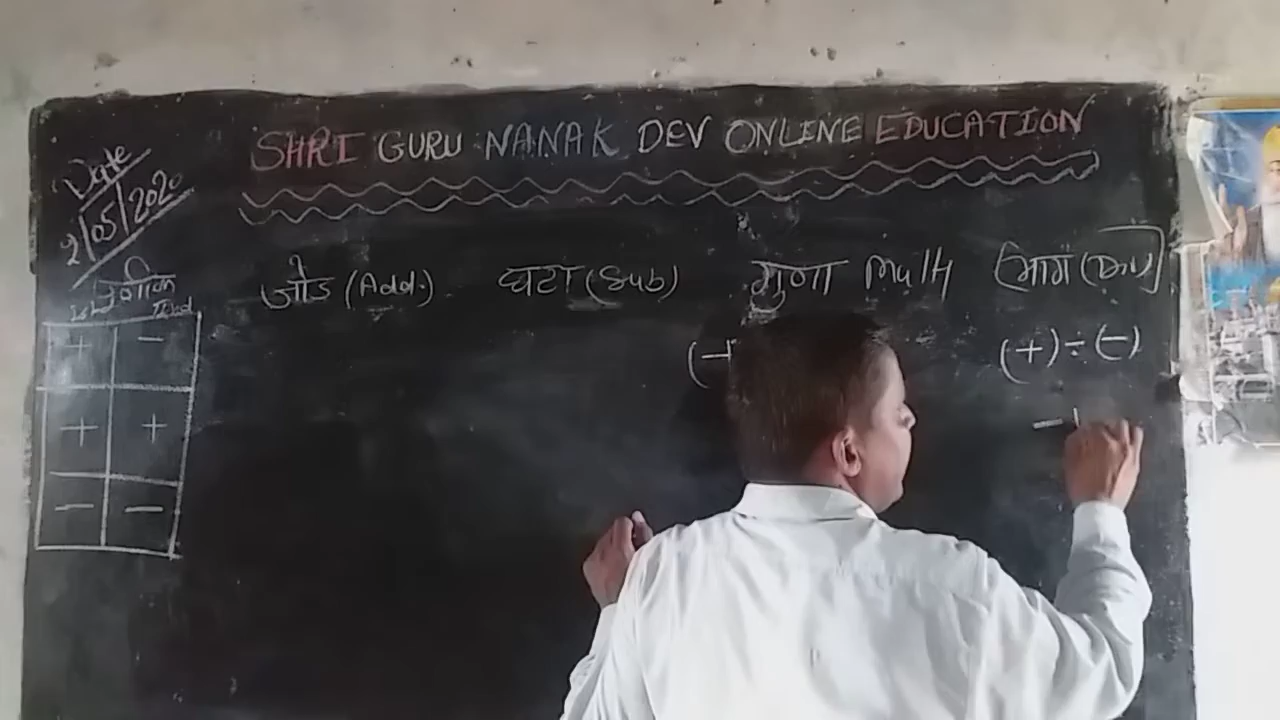 SHRI GURU NANAK DEV ONLINE EDUCATION
Date
2/05/2020
जोड (Add.) घटा (Sub) गुणा Multi भाग (Div)
+ −
+ +
− −
(+
(+) ÷ (−)
−